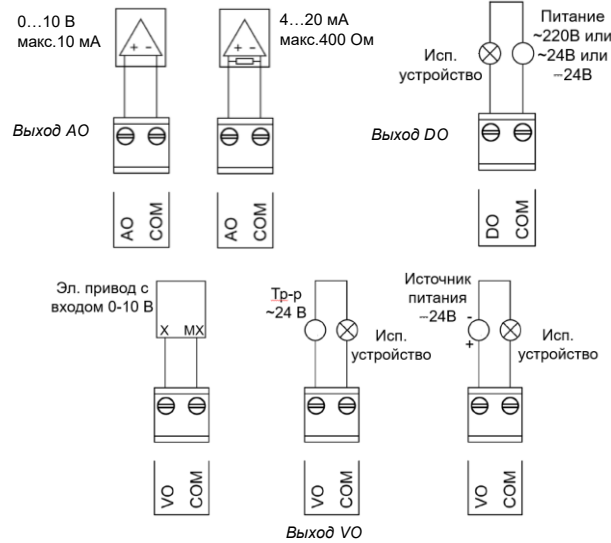 0...10 В
макс.10 мА
+ -
Выход AO
AO
COM
4...20 мА
макс.400 Ом
+ -
AO
COM
Исп.
устройство
Питание
~220В или
~24В или
⎓24В
Выход DO
DO
COM
Эл. привод с
входом 0-10 В
X MX
VO
COM
Тр-р
~24 В
Исп.
устройство
VO
COM
Источник
питания
⎓24В
-
+
Исп.
устройство
VO
COM
Выход VO